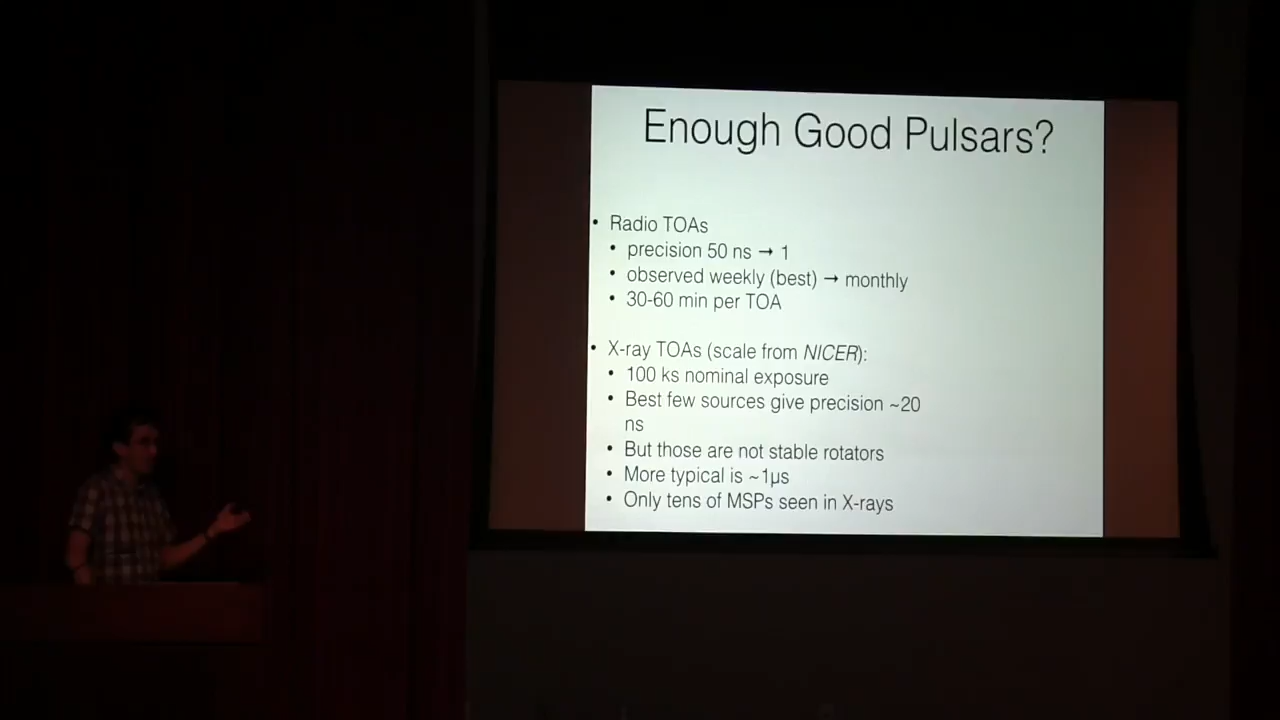 Enough Good Pulsars?
• Radio TOAs
• precision 50 ns → 1
• observed weekly (best) → monthly
• 30-60 min per TOA
• X-ray TOAs (scale from NICER):
• 100 ks nominal exposure
• Best few sources give precision ~20
ns
• But those are not stable rotators
• More typical is ~1µs
• Only tens of MSPs seen in X-rays